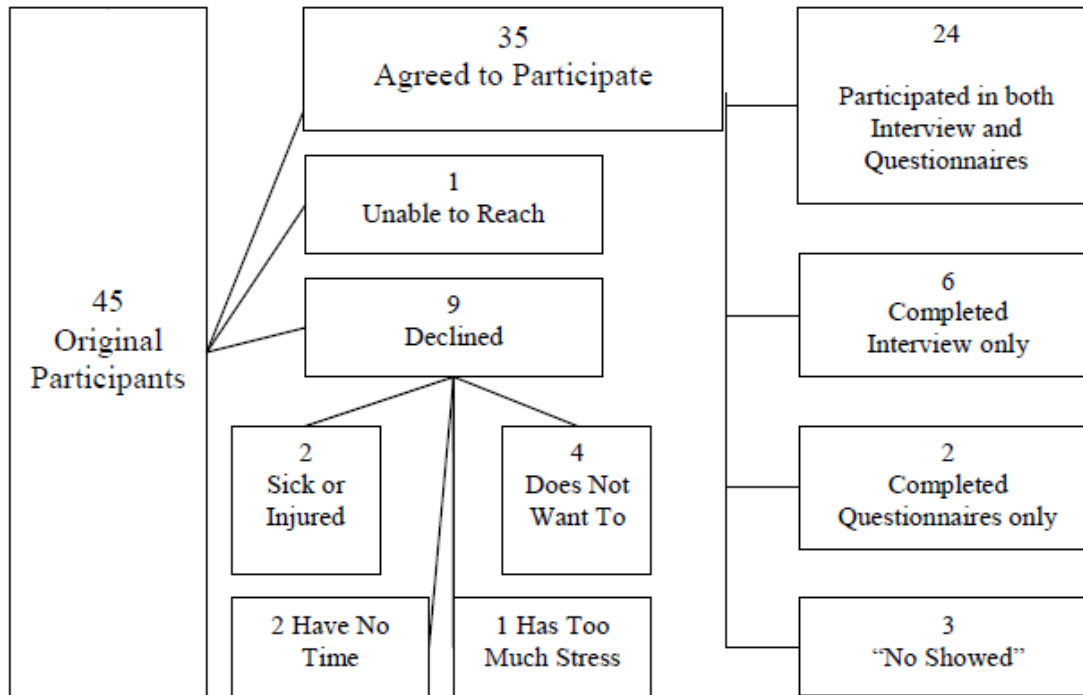 45
Original
Participants
35
Agreed to Participate
1
Unable to Reach
9
Declined
2
Sick or
Injured
4
Does Not
Want To
2 Have No
Time
1 Has Too
Much Stress
24
Participated in both
Interview and
Questionnaires
6
Completed
Interview only
2
Completed
Questionnaires only
3
“No Showed”